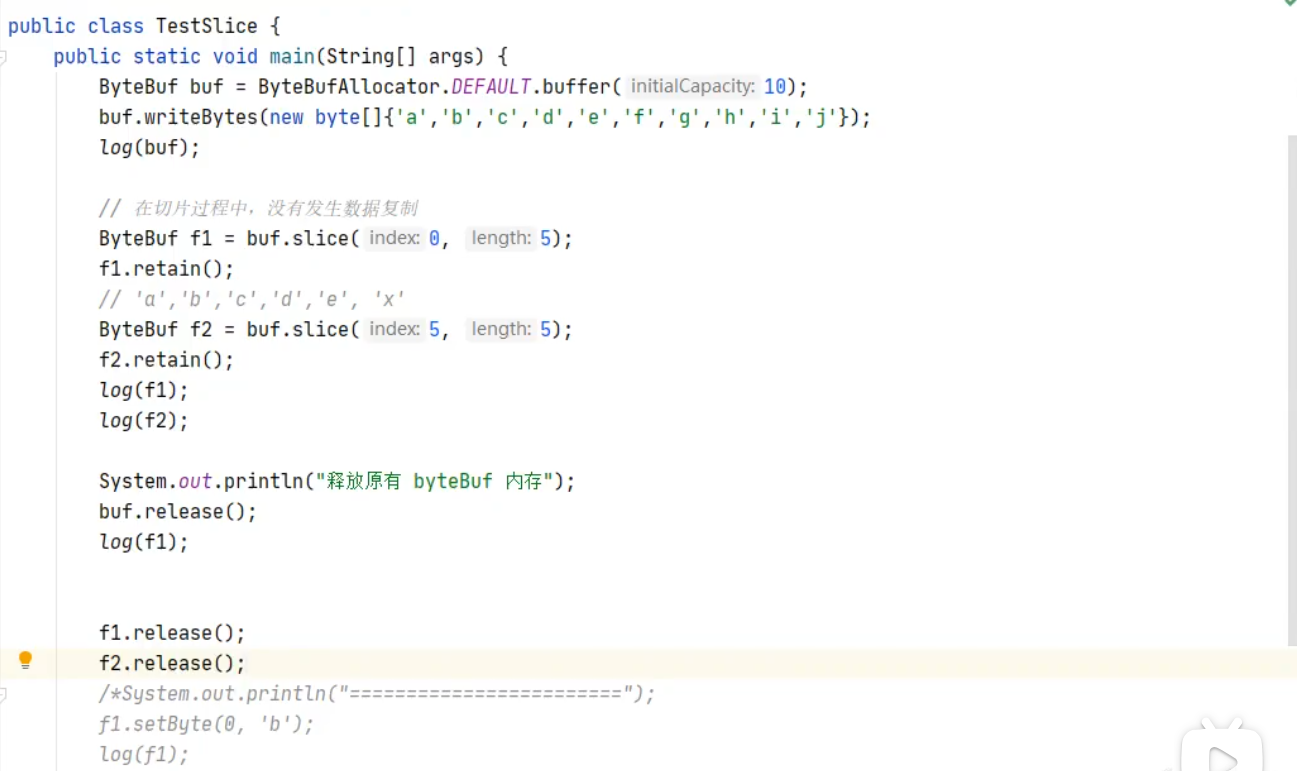 public class TestSlice {
public static void main(String[] args) {
ByteBuf buf = ByteBufAllocator.DEFAULT.buffer( initialCapacity: 10);
buf.writeBytes(new byte[]{'a','b','c','d','e','f','g','h','i','j'});
log(buf);
// 在切片过程中，没有发生数据复制
ByteBuf f1 = buf.slice( index: 0, length: 5);
f1.retain();
// 'a','b','c','d','e', 'x'
ByteBuf f2 = buf.slice( index: 5, length: 5);
f2.retain();
log(f1);
log(f2);
System.out.println("释放原有 byteBuf 内存");
buf.release();
log(f1);
f1.release();
f2.release();
/*System.out.println("========================");
f1.setByte(0, 'b');
log(f1);